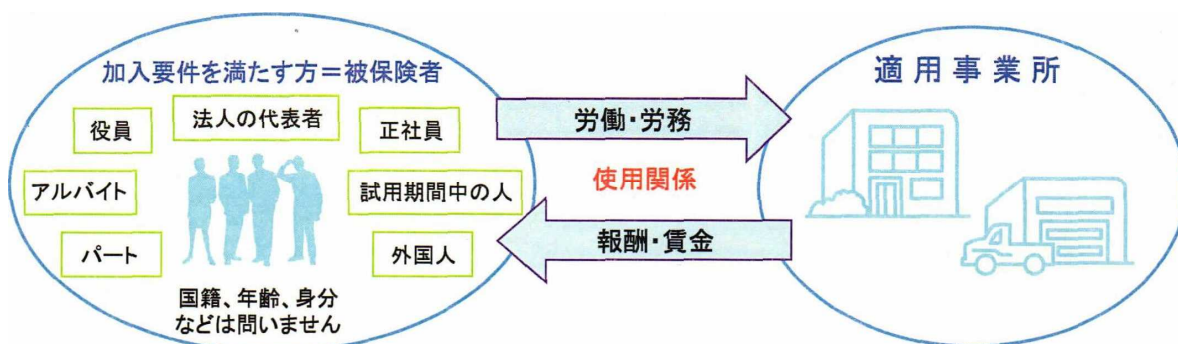 加入要件を満たす方＝被保険者
役員
法人の代表者
正社員
アルバイト
試用期間中の人
パート
外国人
国籍、年齢、身分
などは問いません
労働・労務
使用関係
報酬・賃金
適用事業所